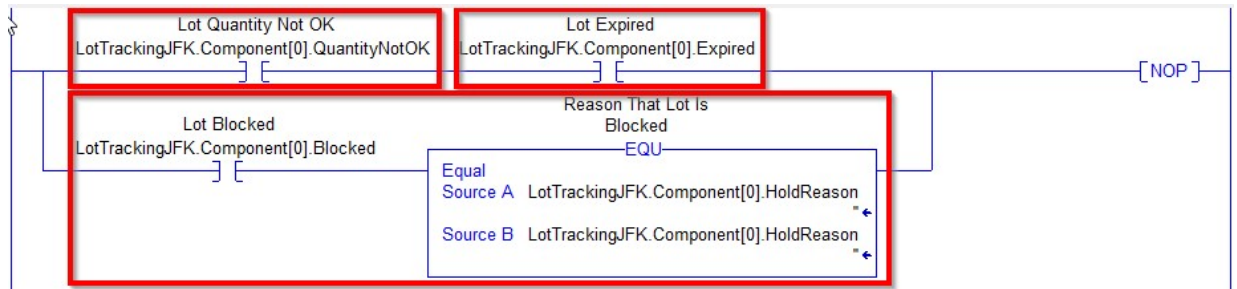 Lot Quantity Not OK
LotTrackingJFK.Component[0].QuantityNotOK
Lot Expired
LotTrackingJFK.Component[0].Expired
NOP
Lot Blocked
LotTrackingJFK.Component[0].Blocked
Reason That Lot Is
Blocked
EQU
Equal
Source A LotTrackingJFK.Component[0].HoldReason
''
Source B LotTrackingJFK.Component[0].HoldReason
''